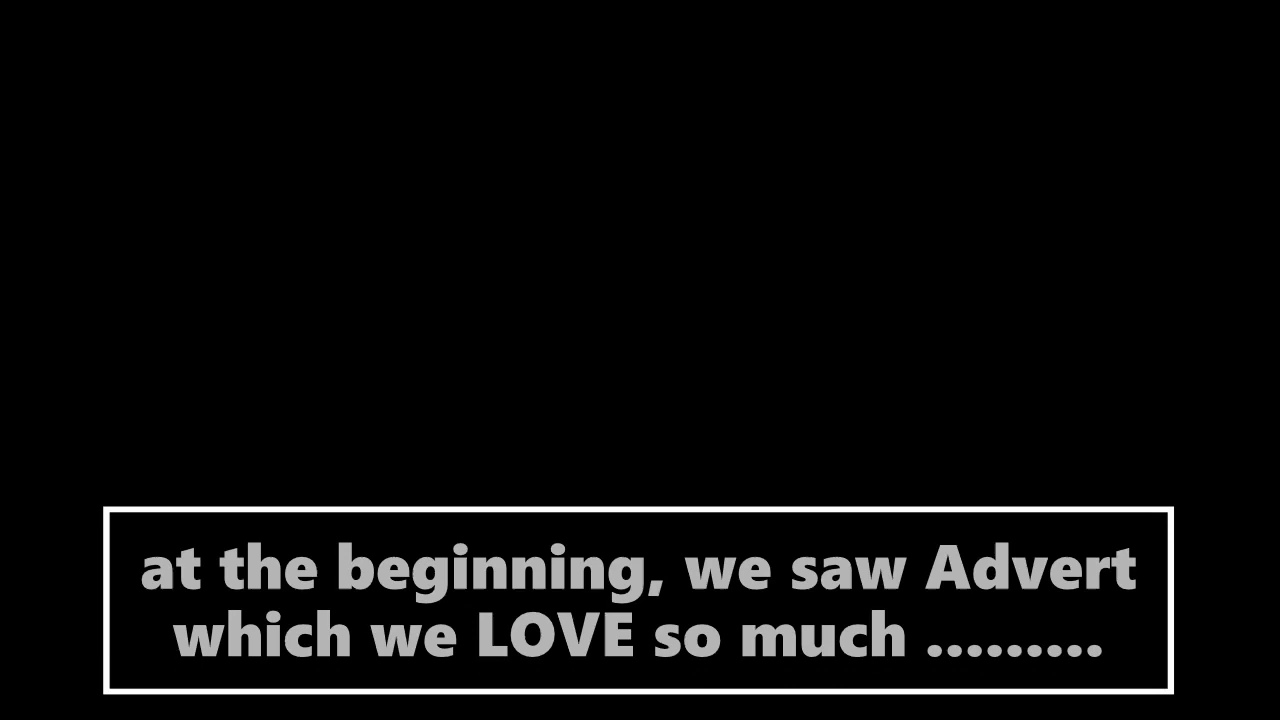 at the beginning, we saw Advert
which we LOVE so much .........